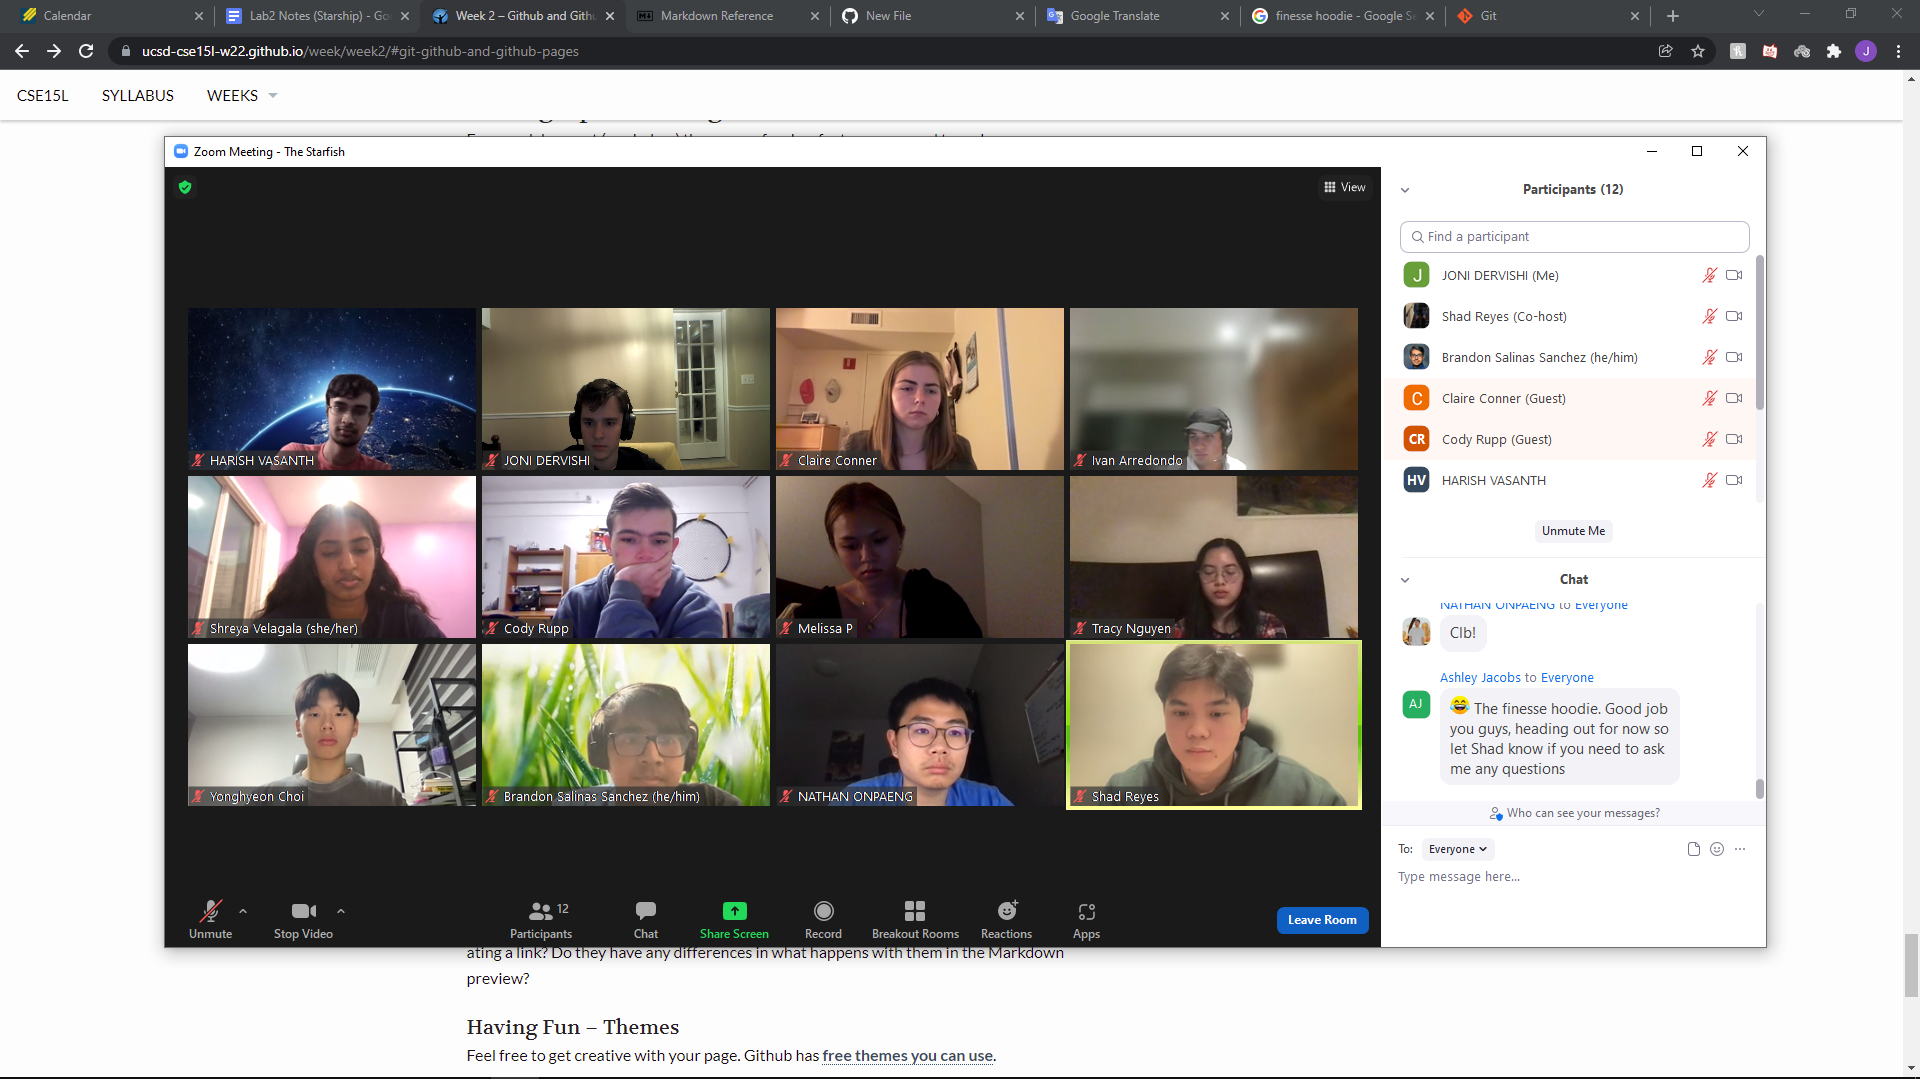 Calendar
Lab2 Notes (Starship) - Go
Week 2 – Github and Gith
Markdown Reference
New File
Google Translate
finesse hoodie - Google Se
Git
ucsd-cse15l-w22.github.io/week/week2/#git-github-and-github-pages
J
CSE15L
SYLLABUS
WEEKS
Zoom Meeting - The Starfish
View
HARISH VASANTH
JONI DERVISHI
Claire Conner
Ivan Arredondo
Shreya Velagala (she/her)
Cody Rupp
Melissa P
Tracy Nguyen
Yonghyeon Choi
Brandon Salinas Sanchez (he/him)
NATHAN ONPAENG
Shad Reyes
Unmute
Stop Video
Participants
12
Chat
Share Screen
Record
Breakout Rooms
Reactions
Apps
Leave Room
Participants (12)
Find a participant
J JONI DERVISHI (Me)
Shad Reyes (Co-host)
Brandon Salinas Sanchez (he/him)
C Claire Conner (Guest)
CR Cody Rupp (Guest)
HV HARISH VASANTH
Unmute Me
Chat
NATHAN ONPAENG to Everyone
Clb!
Ashley Jacobs to Everyone
AJ
😂 The finesse hoodie. Good job
you guys, heading out for now so
let Shad know if you need to ask
me any questions
Who can see your messages?
To: Everyone
Type message here...
ating a link? Do they have any differences in what happens with them in the Markdown
preview?
Having Fun – Themes
Feel free to get creative with your page. Github has free themes you can use.